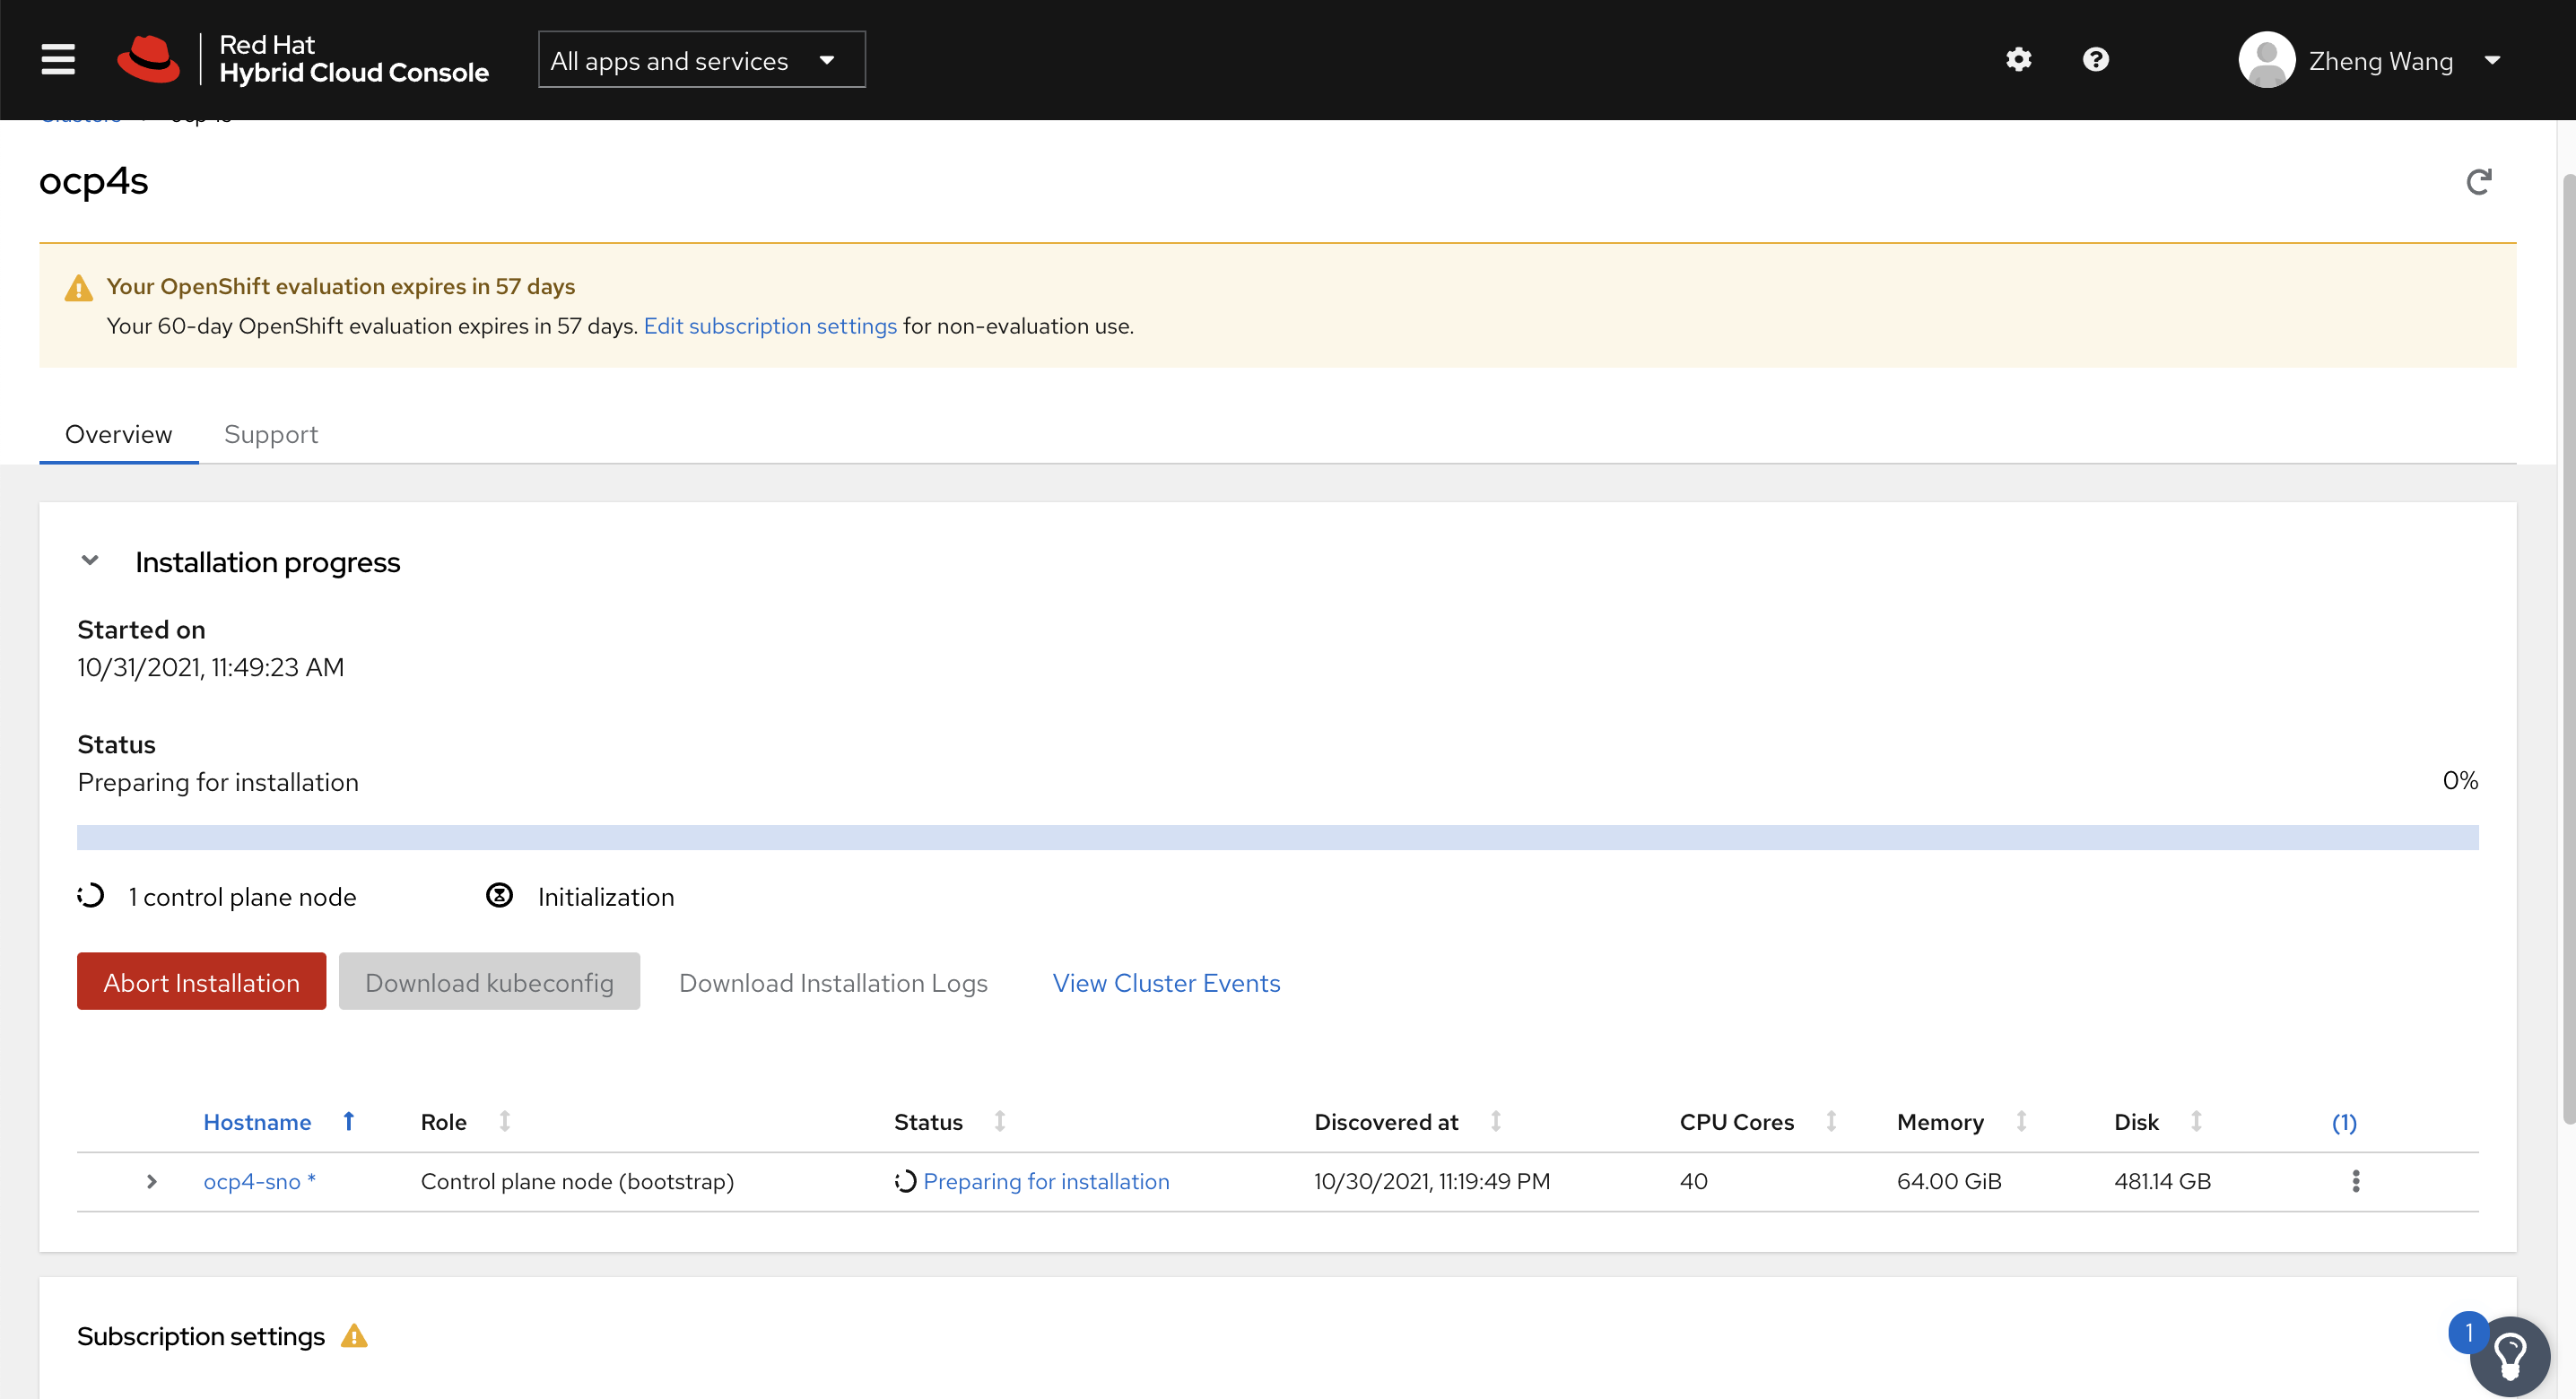 Red Hat
Hybrid Cloud Console
All apps and services
Zheng Wang
ocp4s
Your OpenShift evaluation expires in 57 days
Your 60-day OpenShift evaluation expires in 57 days. Edit subscription settings for non-evaluation use.
Overview Support
Installation progress
Started on
10/31/2021, 11:49:23 AM
Status
Preparing for installation
0%
1 control plane node Initialization
Abort Installation Download kubeconfig Download Installation Logs View Cluster Events
Hostname Role Status Discovered at CPU Cores Memory Disk (1)
ocp4-sno * Control plane node (bootstrap) Preparing for installation 10/30/2021, 11:19:49 PM 40 64.00 GiB 481.14 GB
Subscription settings
1